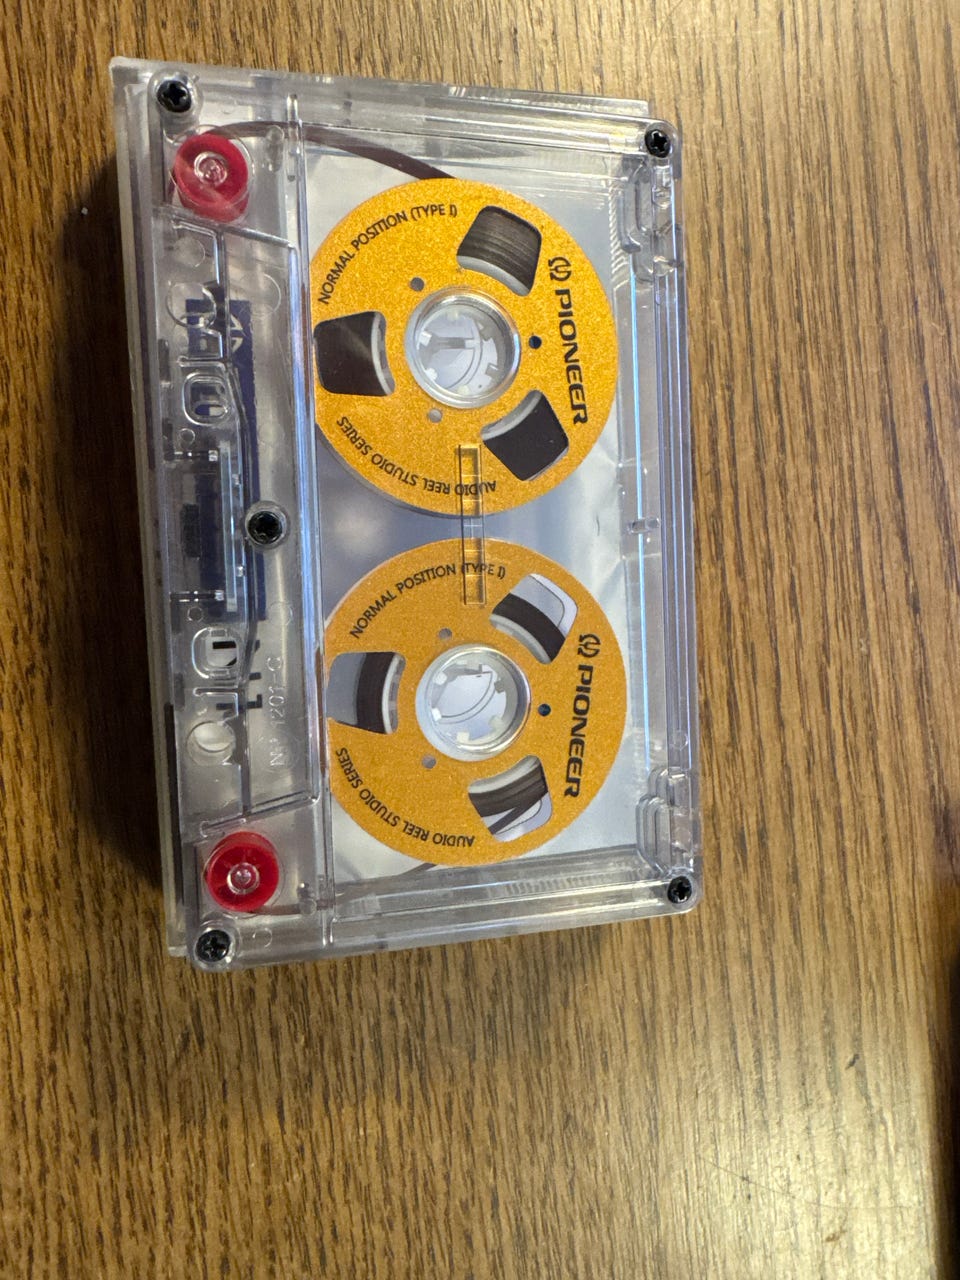 PIONEER
NORMAL POSITION (TYPE I)
AUDIO REEL STUDIO SERIES
PIONEER
NORMAL POSITION (TYPE I)
AUDIO REEL STUDIO SERIES